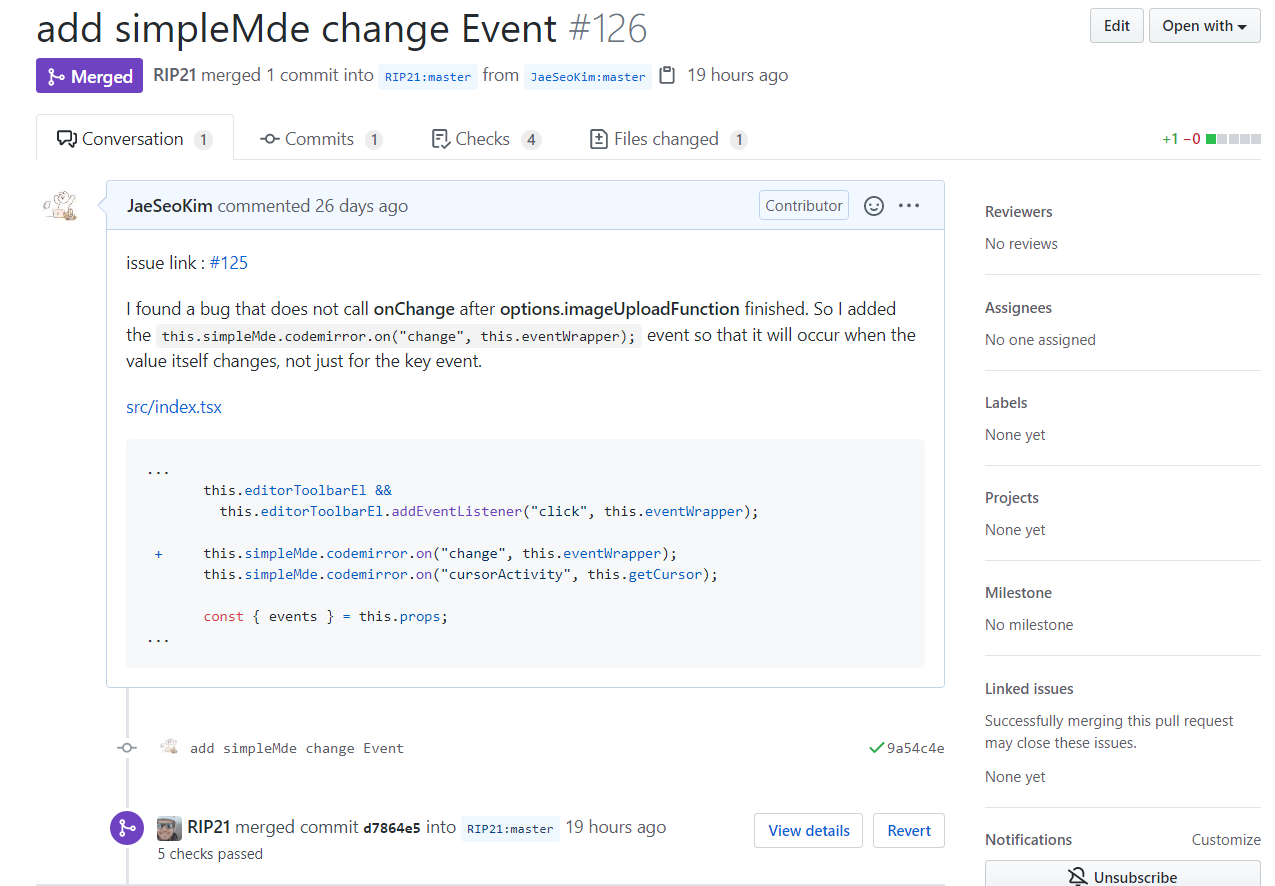 add simpleMde change Event #126
Edit
Open with
Merged RIP21 merged 1 commit into RIP21:master from JaeSeoKim:master 19 hours ago
Conversation 1
Commits 1
Checks 4
Files changed 1
+1 −0
JaeSeoKim commented 26 days ago
Contributor
issue link : #125
I found a bug that does not call onChange after options.imageUploadFunction finished. So I added
the this.simpleMde.codemirror.on("change", this.eventWrapper); event so that it will occur when the
value itself changes, not just for the key event.
src/index.tsx
...
this.editorToolbarEl &&
this.editorToolbarEl.addEventListener("click", this.eventWrapper);
+ this.simpleMde.codemirror.on("change", this.eventWrapper);
this.simpleMde.codemirror.on("cursorActivity", this.getCursor);
const { events } = this.props;
...
add simpleMde change Event 9a54c4e
RIP21 merged commit d7864e5 into RIP21:master 19 hours ago
5 checks passed
View details
Revert
Reviewers
No reviews
Assignees
No one assigned
Labels
None yet
Projects
None yet
Milestone
No milestone
Linked issues
Successfully merging this pull request
may close these issues.
None yet
Notifications Customize
Unsubscribe